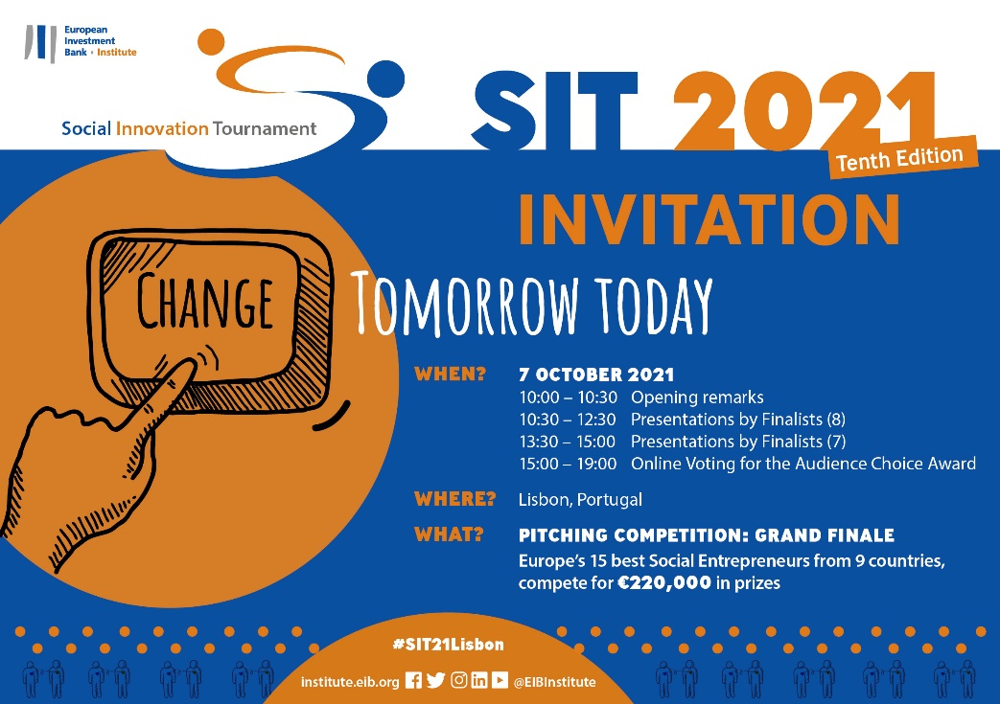 European
Investment
Bank • Institute
Social Innovation Tournament
SIT 2021
Tenth Edition
INVITATION
CHANGE TOMORROW TODAY
WHEN? 7 OCTOBER 2021
10:00 – 10:30 Opening remarks
10:30 – 12:30 Presentations by Finalists (8)
13:30 – 15:00 Presentations by Finalists (7)
15:00 – 19:00 Online Voting for the Audience Choice Award
WHERE? Lisbon, Portugal
WHAT? PITCHING COMPETITION: GRAND FINALE
Europe's 15 best Social Entrepreneurs from 9 countries,
compete for €220,000 in prizes
#SIT21Lisbon
institute.eib.org @EIBInstitute